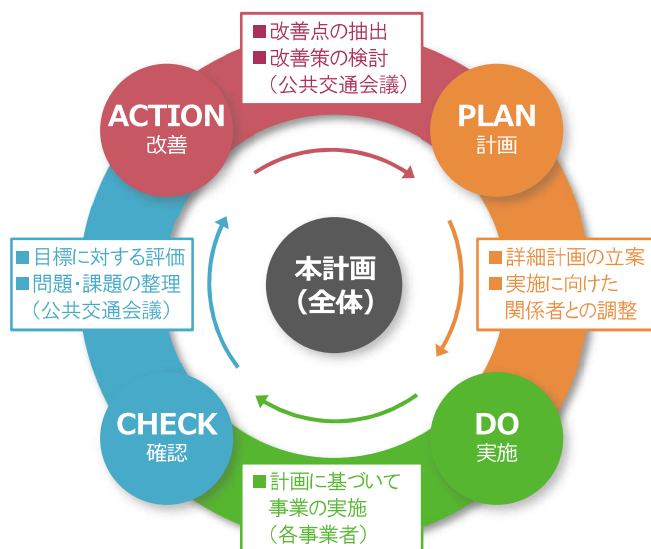 ■改善点の抽出
■改善策の検討
(公共交通会議)
ACTION
改善
PLAN
計画
■目標に対する評価
■問題・課題の整理
(公共交通会議)
本計画
(全体)
■詳細計画の立案
■実施に向けた
関係者との調整
CHECK
確認
DO
実施
■計画に基づいて
事業の実施
(各事業者)